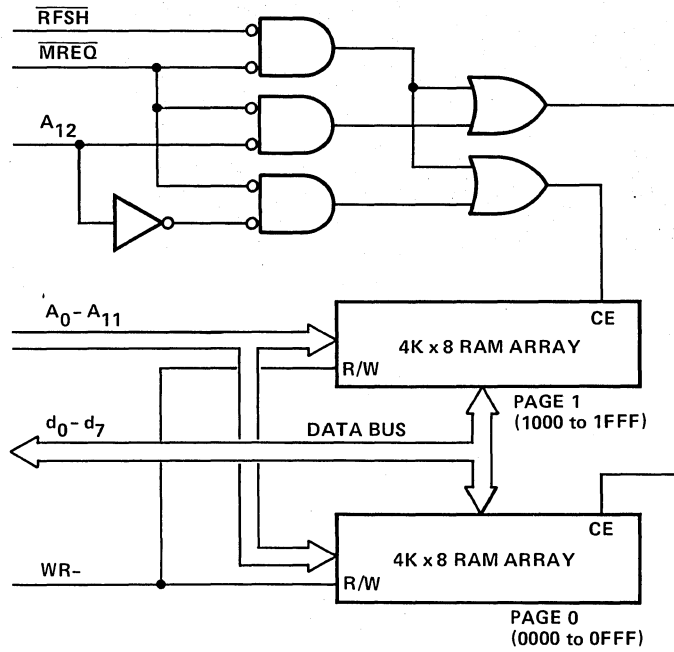 RFSH
MREQ
A12
A0-A11
CE
4K x 8 RAM ARRAY
R/W
PAGE 1
(1000 to 1FFF)
d0-d7
DATA BUS
CE
4K x 8 RAM ARRAY
WR-
R/W
PAGE 0
(0000 to 0FFF)